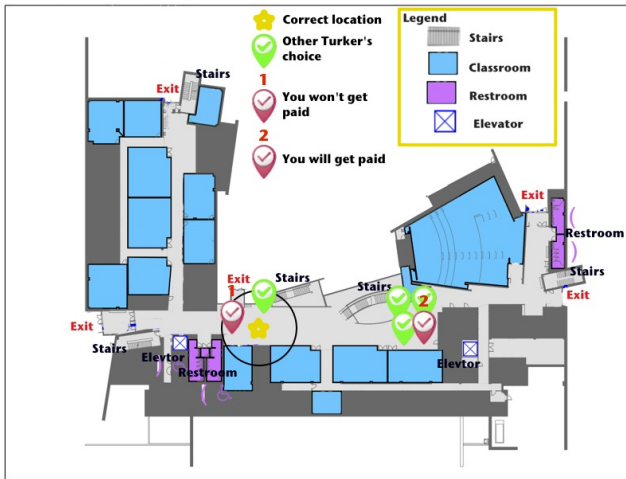 Correct location
Other Turker's
choice
1
You won't get
paid
2
You will get paid
Legend
Stairs
Classroom
Restroom
Elevator
Stairs
Exit
Exit
Restroom
Stairs
Exit
Exit
Stairs
Stairs
1
2
Exit
Stairs
Elevtor
Restroom
Elevtor